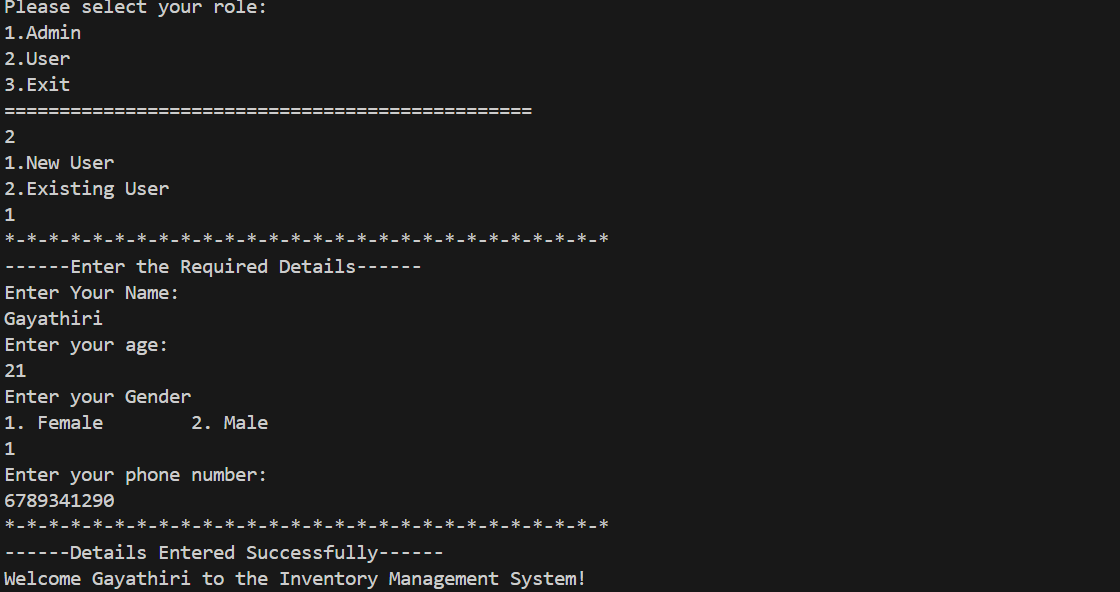 Please select your role:
1.Admin
2.User
3.Exit
================================================
2
1.New User
2.Existing User
1
*-*-*-*-*-*-*-*-*-*-*-*-*-*-*-*-*-*-*-*-*-*-*-*-*-*-*-*
------Enter the Required Details------
Enter Your Name:
Gayathiri
Enter your age:
21
Enter your Gender
1. Female        2. Male
1
Enter your phone number:
6789341290
*-*-*-*-*-*-*-*-*-*-*-*-*-*-*-*-*-*-*-*-*-*-*-*-*-*-*-*
------Details Entered Successfully------
Welcome Gayathiri to the Inventory Management System!